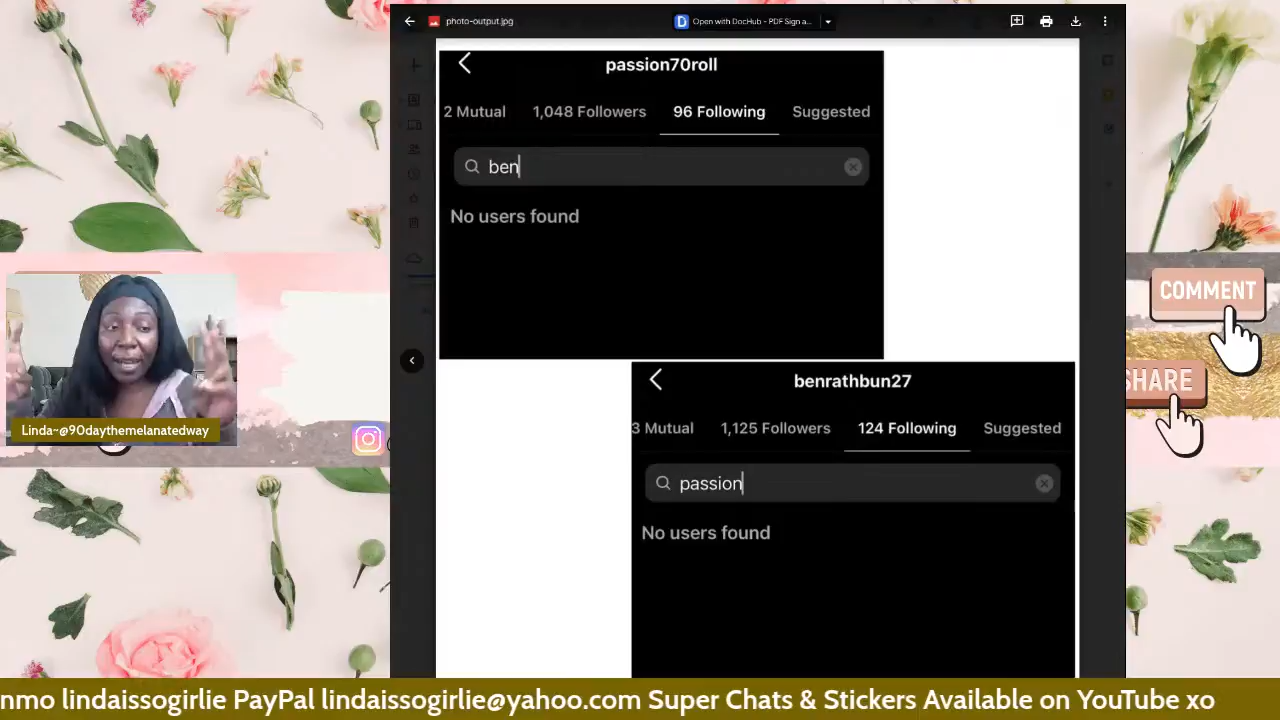 photo-output.jpg
Open with DocHub - PDF Sign a...
passion70roll
2 Mutual 1,048 Followers 96 Following Suggested
ben
No users found
benrathbun27
3 Mutual 1,125 Followers 124 Following Suggested
passion
No users found
COMMENT
SHARE
Linda~@90daythemelanatedway
nmo lindaissogirlie PayPal lindaissogirlie@yahoo.com Super Chats & Stickers Available on YouTube xo